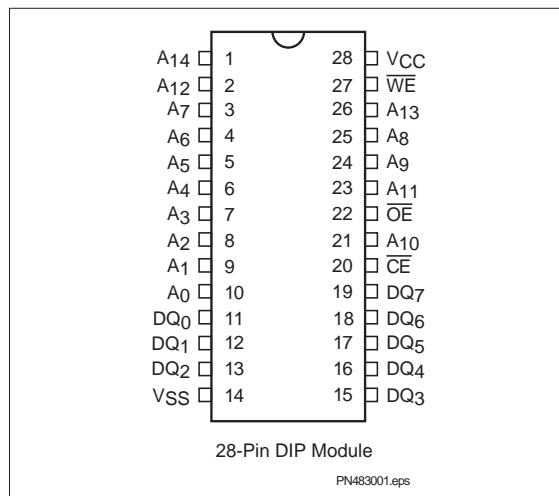 A14 1 28 VCC
A12 2 27 WE
A7 3 26 A13
A6 4 25 A8
A5 5 24 A9
A4 6 23 A11
A3 7 22 OE
A2 8 21 A10
A1 9 20 CE
A0 10 19 DQ7
DQ0 11 18 DQ6
DQ1 12 17 DQ5
DQ2 13 16 DQ4
VSS 14 15 DQ3
28-Pin DIP Module
PN483001.eps